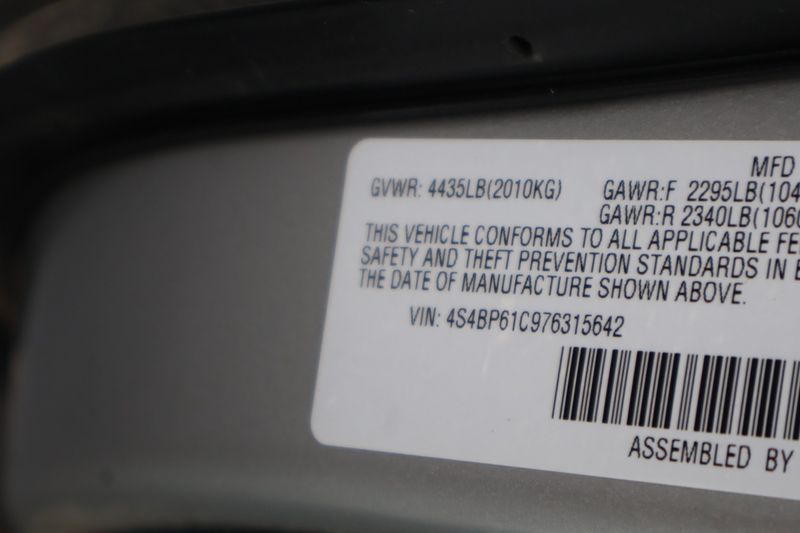 MFD
GVWR: 4435LB(2010KG) GAWR:F 2295LB(104
GAWR:R 2340LB(1060
THIS VEHICLE CONFORMS TO ALL APPLICABLE FE
SAFETY AND THEFT PREVENTION STANDARDS IN E
THE DATE OF MANUFACTURE SHOWN ABOVE.
VIN: 4S4BP61C976315642
ASSEMBLED BY